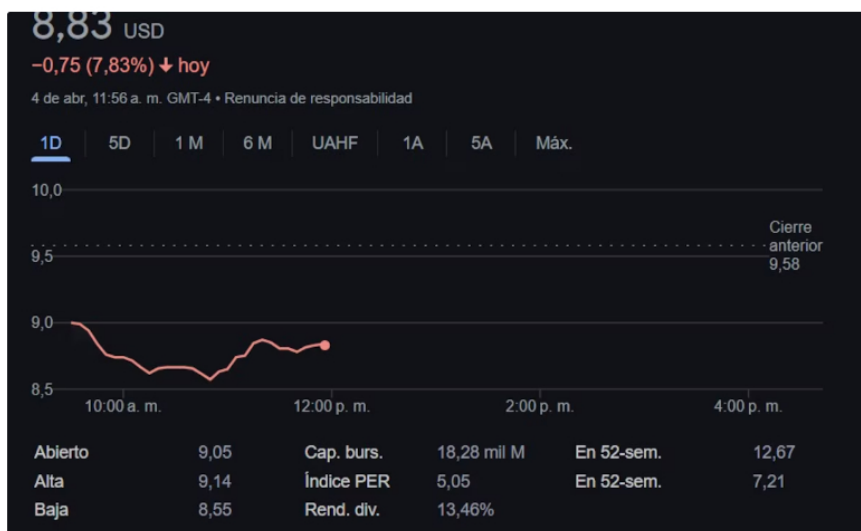 8,83 USD
−0,75 (7,83%) ↓ hoy
4 de abr, 11:56 a. m. GMT-4 • Renuncia de responsabilidad
1D 5D 1 M 6 M UAHF 1A 5A Máx.
10,0
Cierre
anterior
9,58
9,5
9,0
8,5
10:00 a. m. 12:00 p. m. 2:00 p. m. 4:00 p. m.
Abierto 9,05 Cap. burs. 18,28 mil M En 52-sem. 12,67
Alta 9,14 Índice PER 5,05 En 52-sem. 7,21
Baja 8,55 Rend. div. 13,46%